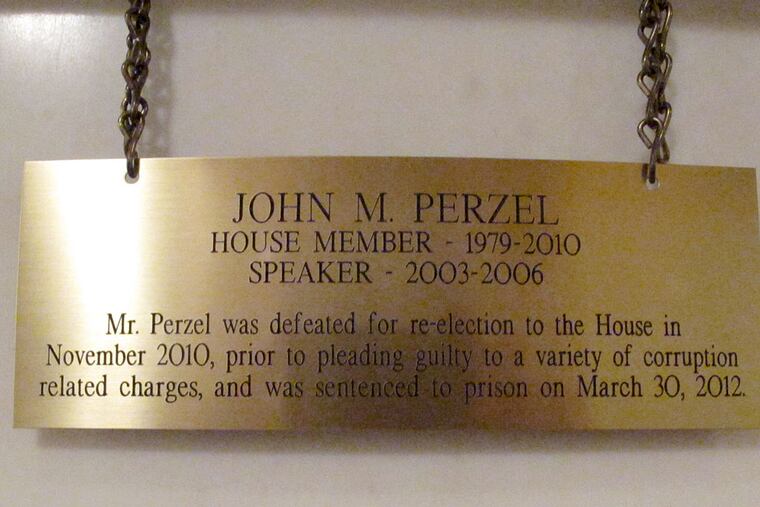 JOHN M. PERZEL
HOUSE MEMBER - 1979-2010
SPEAKER - 2003-2006
Mr. Perzel was defeated for re-election to the House in
November 2010, prior to pleading guilty to a variety of corruption
related charges, and was sentenced to prison on March 30, 2012.